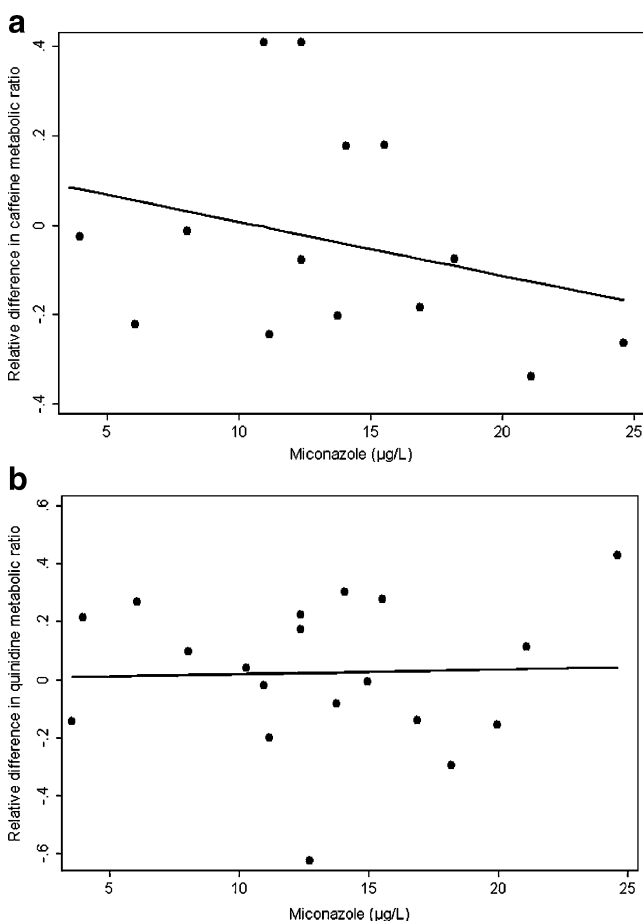 a
Relative difference in caffeine metabolic ratio
.4
.2
0
-.2
-.4
5 10 15 20 25
Miconazole (µg/L)
b
Relative difference in quinidine metabolic ratio
.6
.4
.2
0
-.2
-.4
-.6
5 10 15 20 25
Miconazole (µg/L)